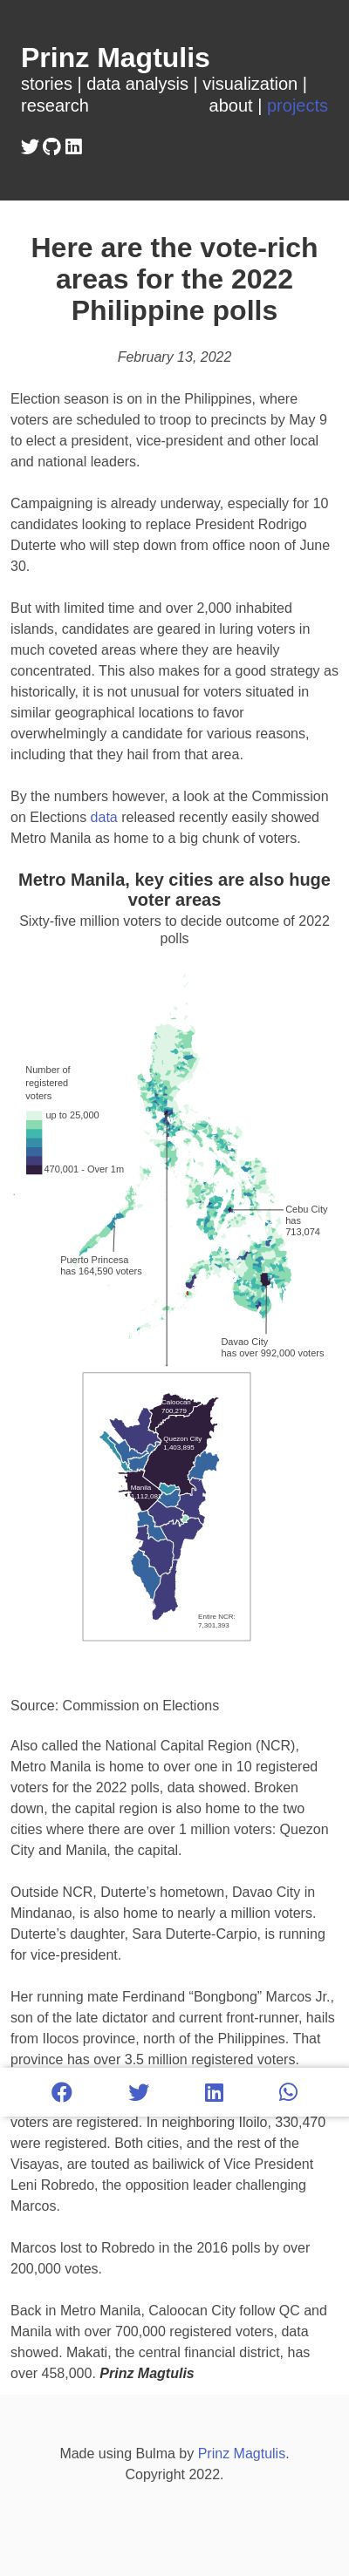 Prinz Magtulis
stories | data analysis | visualization |
research about | projects
Here are the vote-rich
areas for the 2022
Philippine polls
February 13, 2022
Election season is on in the Philippines, where
voters are scheduled to troop to precincts by May 9
to elect a president, vice-president and other local
and national leaders.
Campaigning is already underway, especially for 10
candidates looking to replace President Rodrigo
Duterte who will step down from office noon of June
30.
But with limited time and over 2,000 inhabited
islands, candidates are geared in luring voters in
much coveted areas where they are heavily
concentrated. This also makes for a good strategy as
historically, it is not unusual for voters situated in
similar geographical locations to favor
overwhelmingly a candidate for various reasons,
including that they hail from that area.
By the numbers however, a look at the Commission
on Elections data released recently easily showed
Metro Manila as home to a big chunk of voters.
Metro Manila, key cities are also huge
voter areas
Sixty-five million voters to decide outcome of 2022
polls
Number of
registered
voters
up to 25,000
470,001 - Over 1m
Cebu City
has
713,074
Puerto Princesa
has 164,590 voters
Davao City
has over 992,000 voters
Caloocan
700,279
Quezon City
1,403,895
Manila
Entire NCR:
7,301,393
Source: Commission on Elections
Also called the National Capital Region (NCR),
Metro Manila is home to over one in 10 registered
voters for the 2022 polls, data showed. Broken
down, the capital region is also home to the two
cities where there are over 1 million voters: Quezon
City and Manila, the capital.
Outside NCR, Duterte’s hometown, Davao City in
Mindanao, is also home to nearly a million voters.
Duterte’s daughter, Sara Duterte-Carpio, is running
for vice-president.
Her running mate Ferdinand “Bongbong” Marcos Jr.,
son of the late dictator and current front-runner, hails
from Ilocos province, north of the Philippines. That
province has over 3.5 million registered voters.
voters are registered. In neighboring Iloilo, 330,470
were registered. Both cities, and the rest of the
Visayas, are touted as bailiwick of Vice President
Leni Robredo, the opposition leader challenging
Marcos.
Marcos lost to Robredo in the 2016 polls by over
200,000 votes.
Back in Metro Manila, Caloocan City follow QC and
Manila with over 700,000 registered voters, data
showed. Makati, the central financial district, has
over 458,000. Prinz Magtulis
Made using Bulma by Prinz Magtulis.
Copyright 2022.